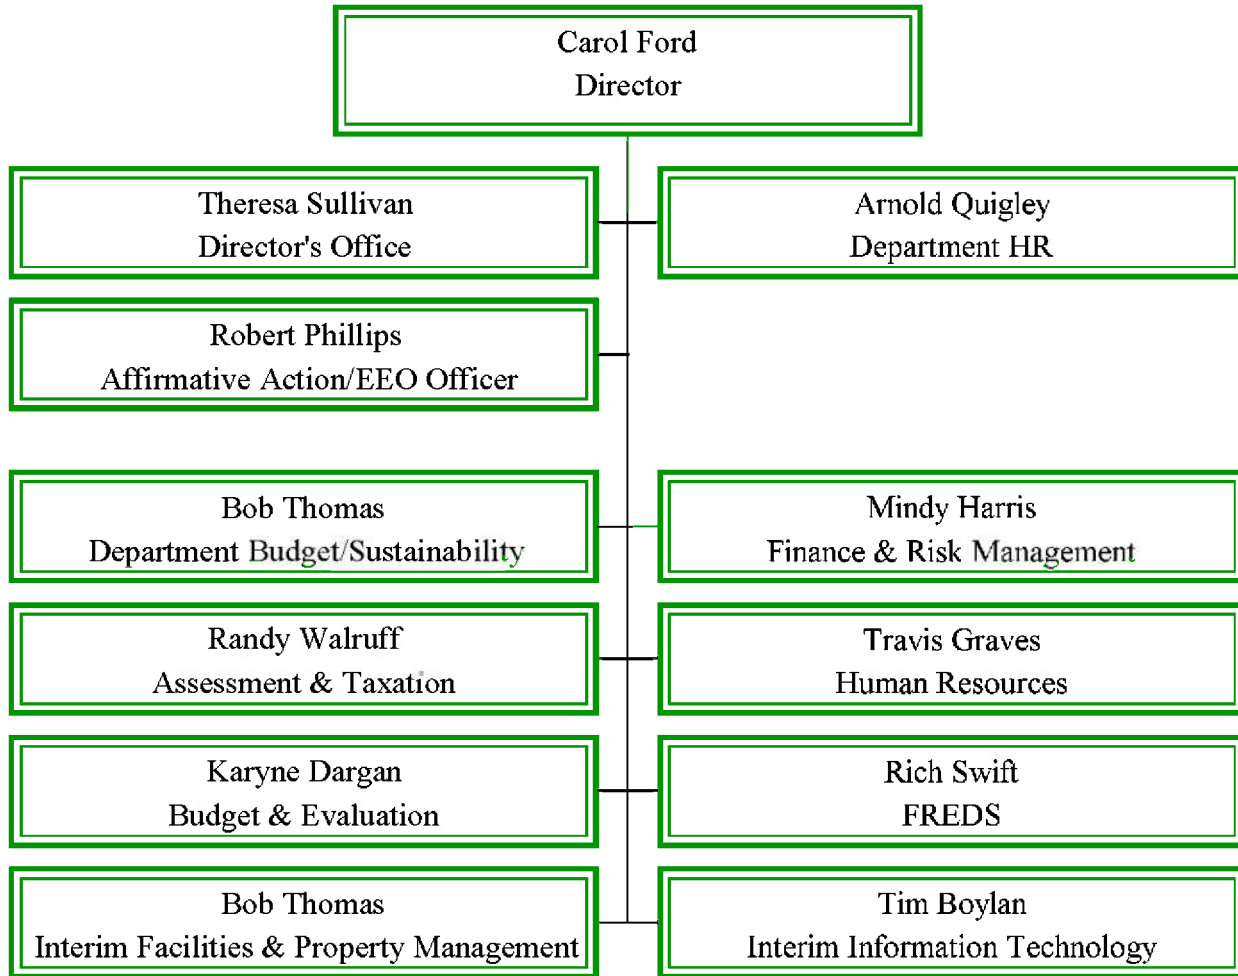 Carol Ford
Director
Theresa Sullivan
Director's Office
Arnold Quigley
Department HR
Robert Phillips
Affirmative Action/EEO Officer
Bob Thomas
Department Budget/Sustainability
Mindy Harris
Finance & Risk Management
Randy Walruff
Assessment & Taxation
Travis Graves
Human Resources
Karyne Dargan
Budget & Evaluation
Rich Swift
FREDS
Bob Thomas
Interim Facilities & Property Management
Tim Boylan
Interim Information Technology